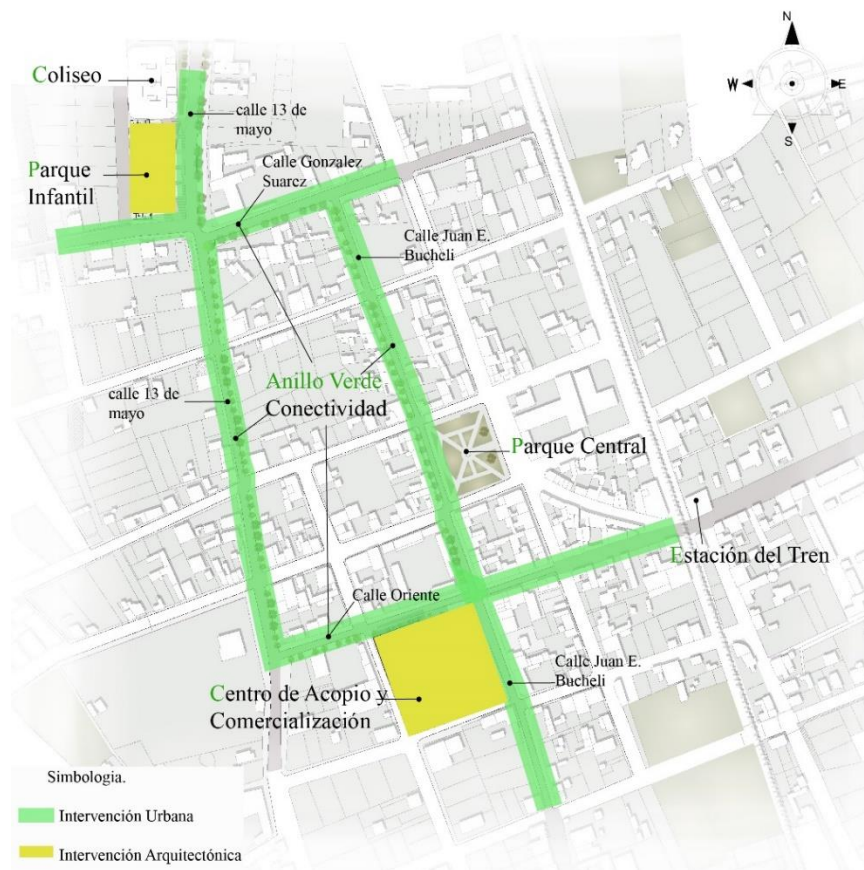 N
W
E
S
Coliseo
calle 13 de
mayo
Calle Gonzalez
Suarez
Parque
Infantil
Calle Juan E.
Bucheli
Anillo Verde
Conectividad
calle 13 de
mayo
Parque Central
Estación del Tren
Calle Oriente
Calle Juan E.
Bucheli
Centro de Acopio y
Comercialización
Simbologia.
Intervención Urbana
Intervención Arquitectónica